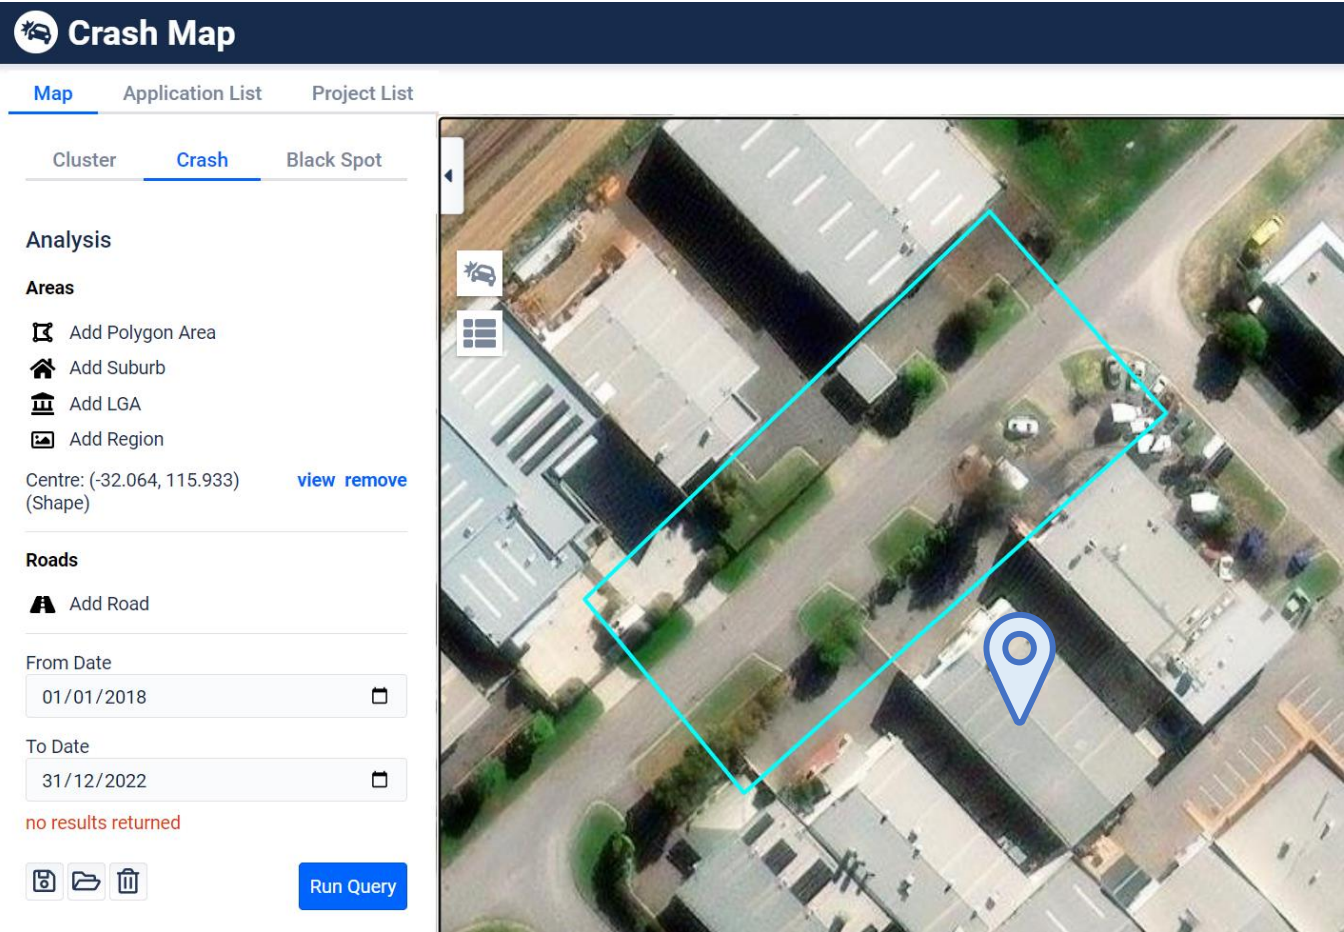 Crash Map
Map Application List Project List
Cluster Crash Black Spot
Analysis
Areas
Add Polygon Area
Add Suburb
Add LGA
Add Region
Centre: (-32.064, 115.933) view remove
(Shape)
Roads
Add Road
From Date
01/01/2018
To Date
31/12/2022
no results returned
Run Query